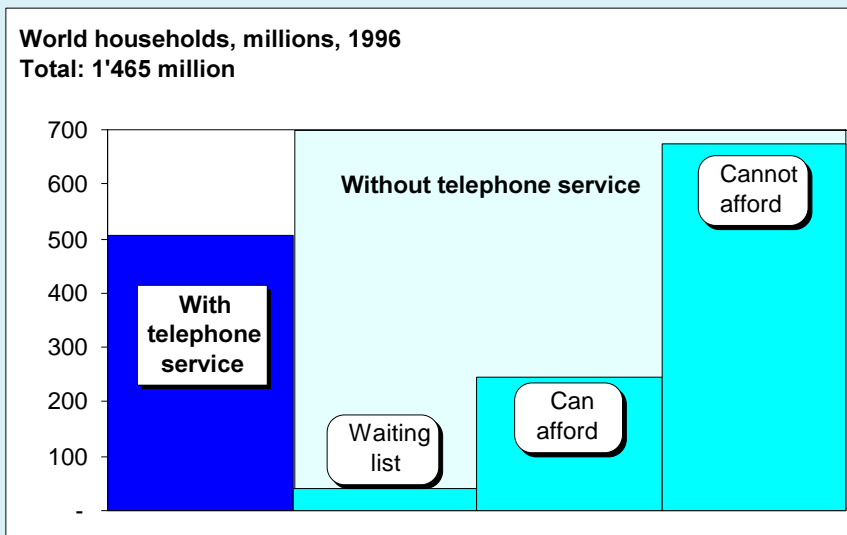 World households, millions, 1996
Total: 1'465 million
700
600
500
400
300
200
100
-
Without telephone service
With
telephone
service
Waiting
list
Can
afford
Cannot
afford